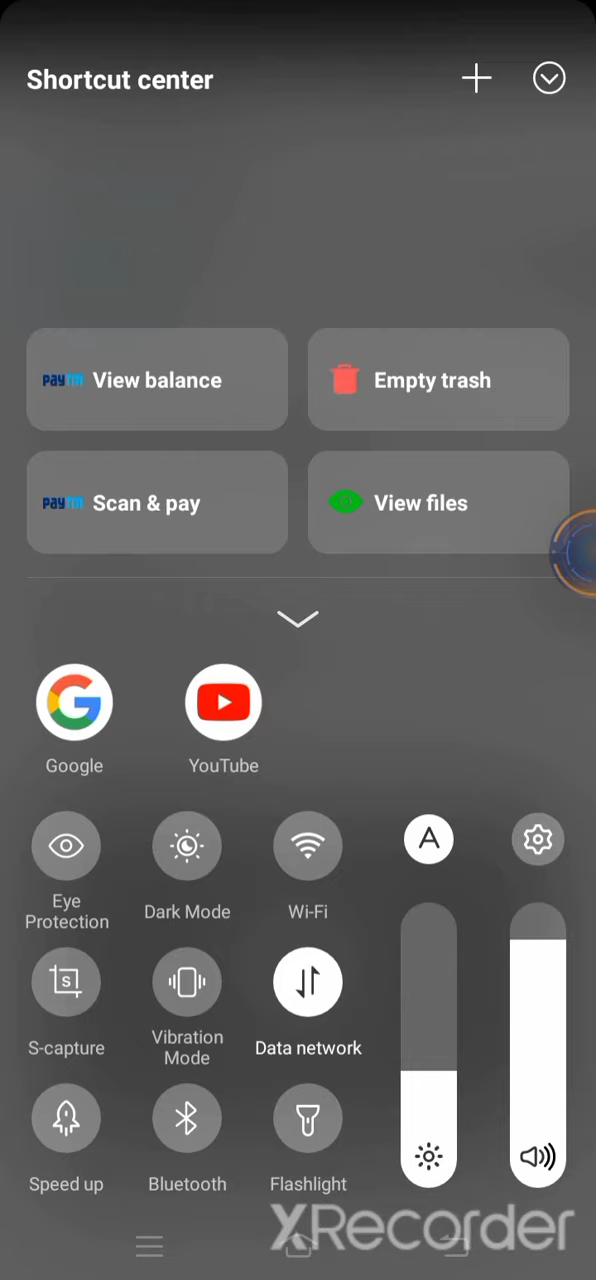 Shortcut center
paytm View balance
Empty trash
paytm Scan & pay
View files
Google
YouTube
Eye
Protection
Dark Mode
Wi-Fi
A
S-capture
Vibration
Mode
Data network
Speed up
Bluetooth
Flashlight
XRecorder